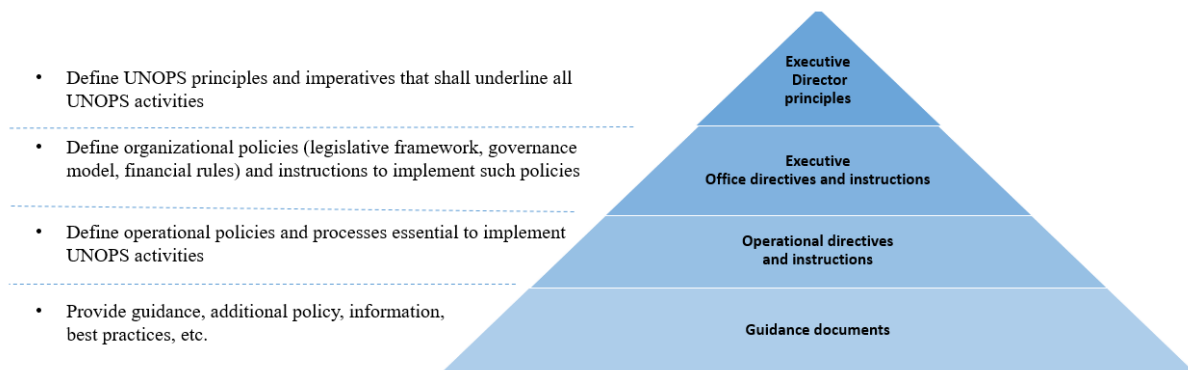 • Define UNOPS principles and imperatives that shall underline all
UNOPS activities
Executive
Director
principles
• Define organizational policies (legislative framework, governance
model, financial rules) and instructions to implement such policies
Executive
Office directives and instructions
• Define operational policies and processes essential to implement
UNOPS activities
Operational directives
and instructions
• Provide guidance, additional policy, information,
best practices, etc.
Guidance documents